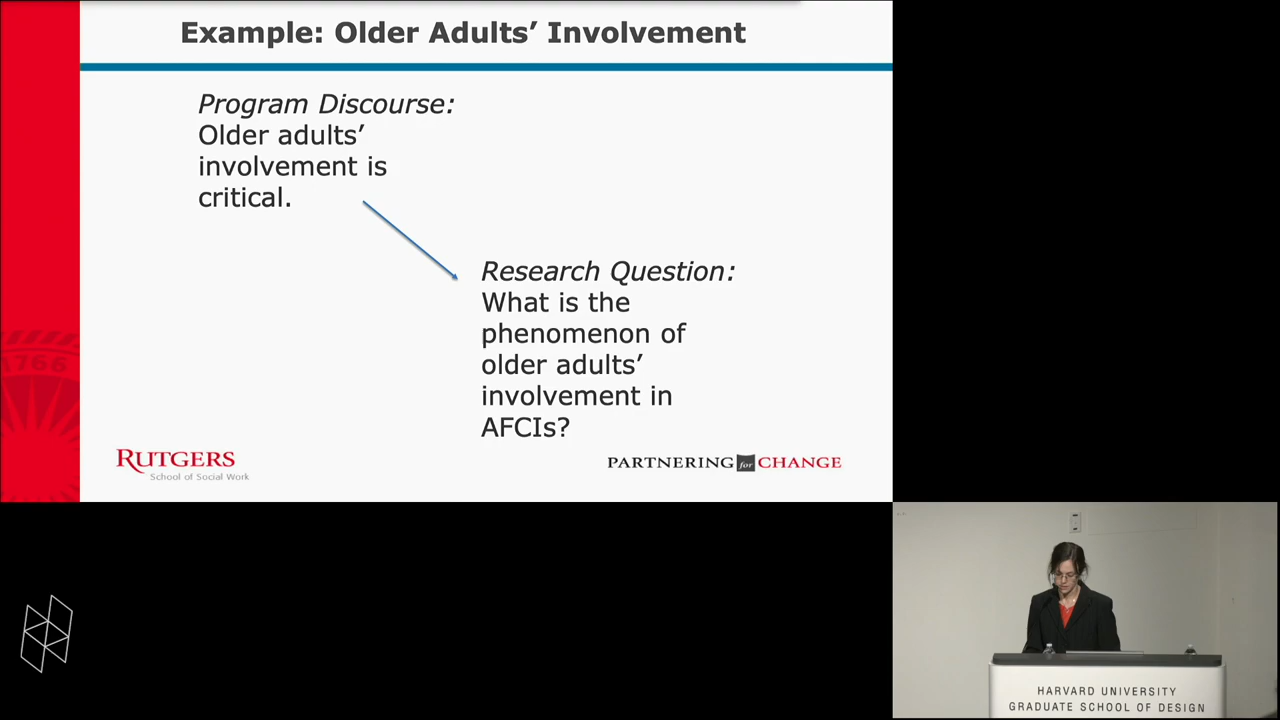 Example: Older Adults’ Involvement
Program Discourse:
Older adults’
involvement is
critical.
Research Question:
What is the
phenomenon of
older adults’
involvement in
AFCIs?
1766
RUTGERS
School of Social Work
PARTNERING for CHANGE
HARVARD UNIVERSITY
GRADUATE SCHOOL OF DESIGN